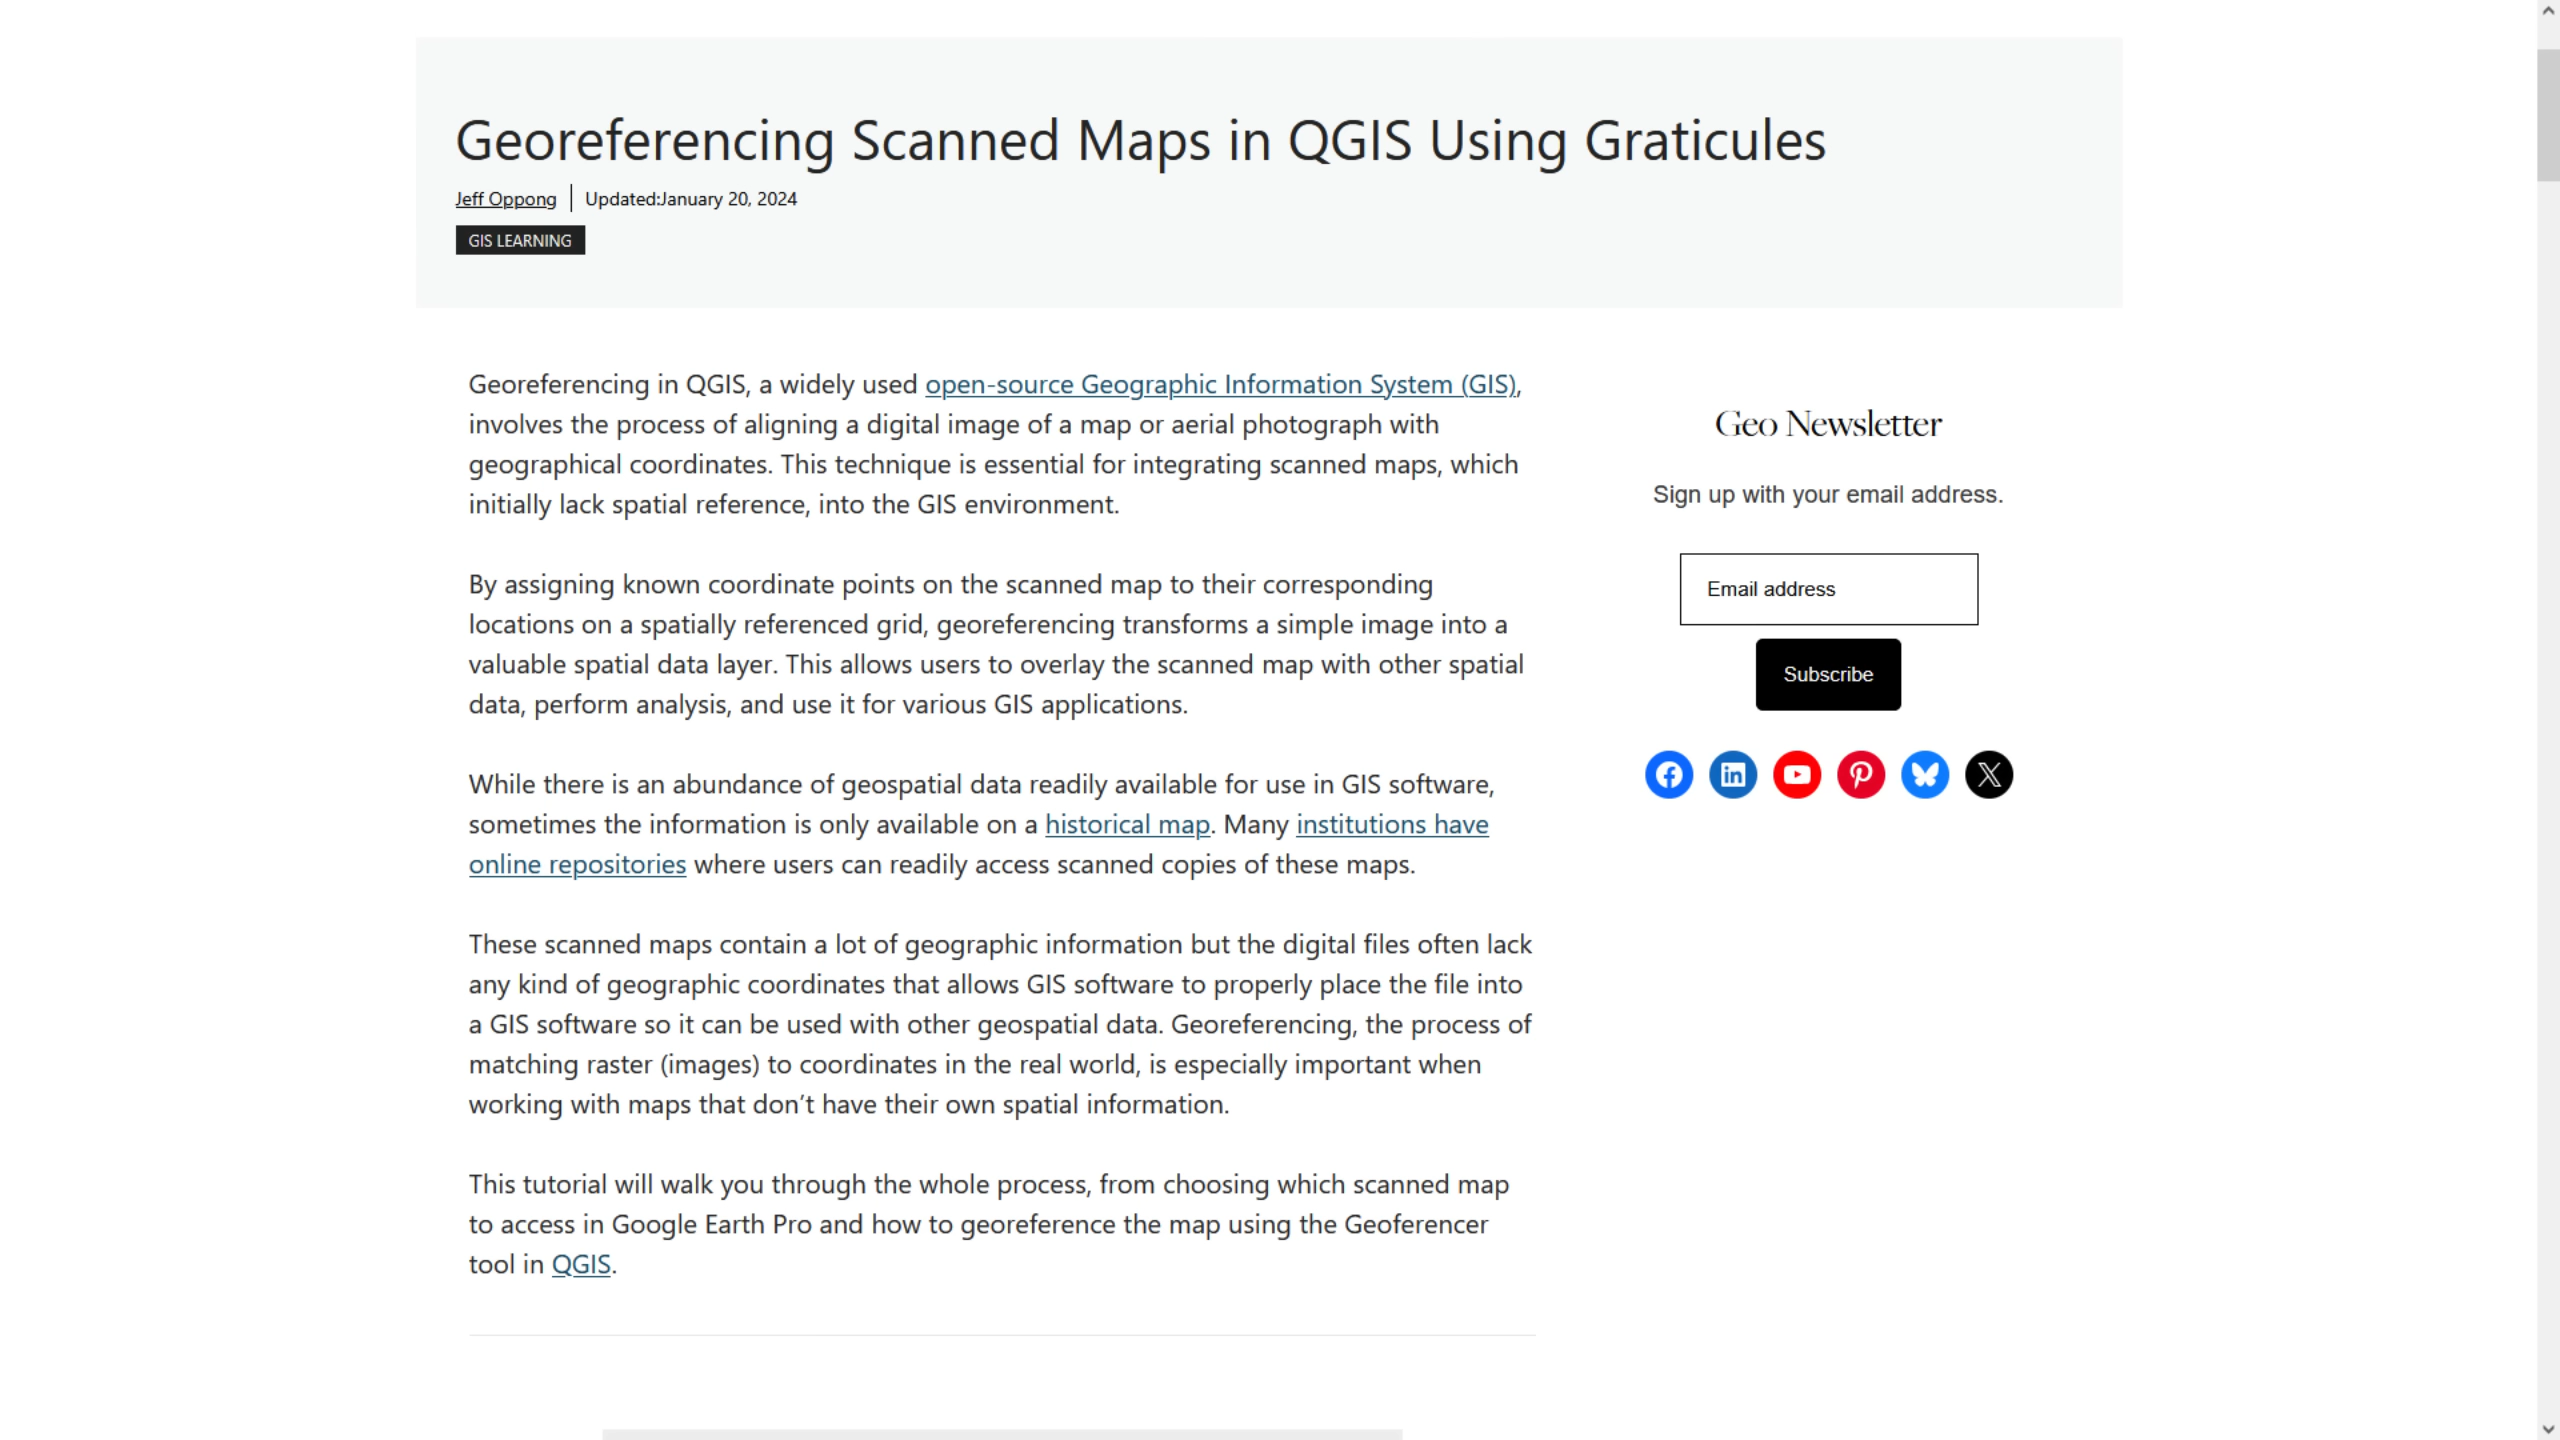 Georeferencing Scanned Maps in QGIS Using Graticules
Jeff Oppong
Updated:January 20, 2024
GIS LEARNING
Georeferencing in QGIS, a widely used open-source Geographic Information System (GIS),
involves the process of aligning a digital image of a map or aerial photograph with
geographical coordinates. This technique is essential for integrating scanned maps, which
initially lack spatial reference, into the GIS environment.
By assigning known coordinate points on the scanned map to their corresponding
locations on a spatially referenced grid, georeferencing transforms a simple image into a
valuable spatial data layer. This allows users to overlay the scanned map with other spatial
data, perform analysis, and use it for various GIS applications.
While there is an abundance of geospatial data readily available for use in GIS software,
sometimes the information is only available on a historical map. Many institutions have
online repositories where users can readily access scanned copies of these maps.
These scanned maps contain a lot of geographic information but the digital files often lack
any kind of geographic coordinates that allows GIS software to properly place the file into
a GIS software so it can be used with other geospatial data. Georeferencing, the process of
matching raster (images) to coordinates in the real world, is especially important when
working with maps that don’t have their own spatial information.
This tutorial will walk you through the whole process, from choosing which scanned map
to access in Google Earth Pro and how to georeference the map using the Geoferencer
tool in QGIS.
Geo Newsletter
Sign up with your email address.
Email address
Subscribe